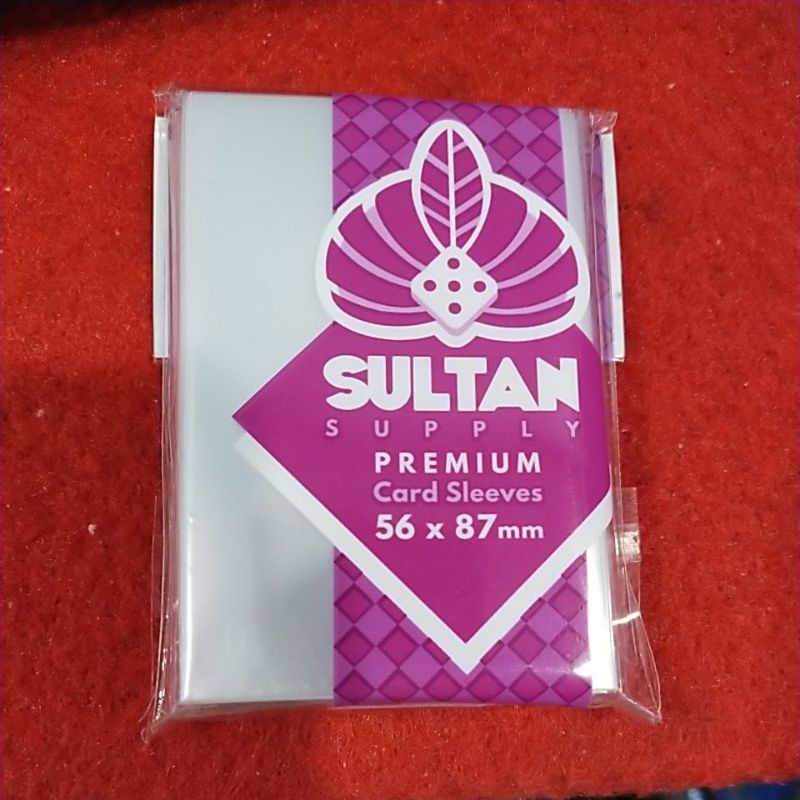 SULTAN
SUPPLY
PREMIUM
Card Sleeves
56 x 87mm